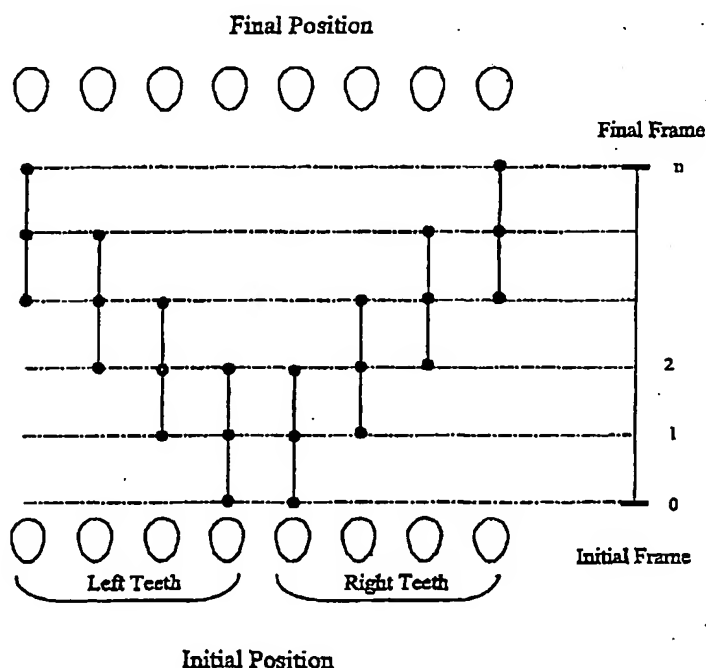 Final Position
Final Frame
n
2
1
0
Left Teeth
Right Teeth
Initial Frame
Initial Position